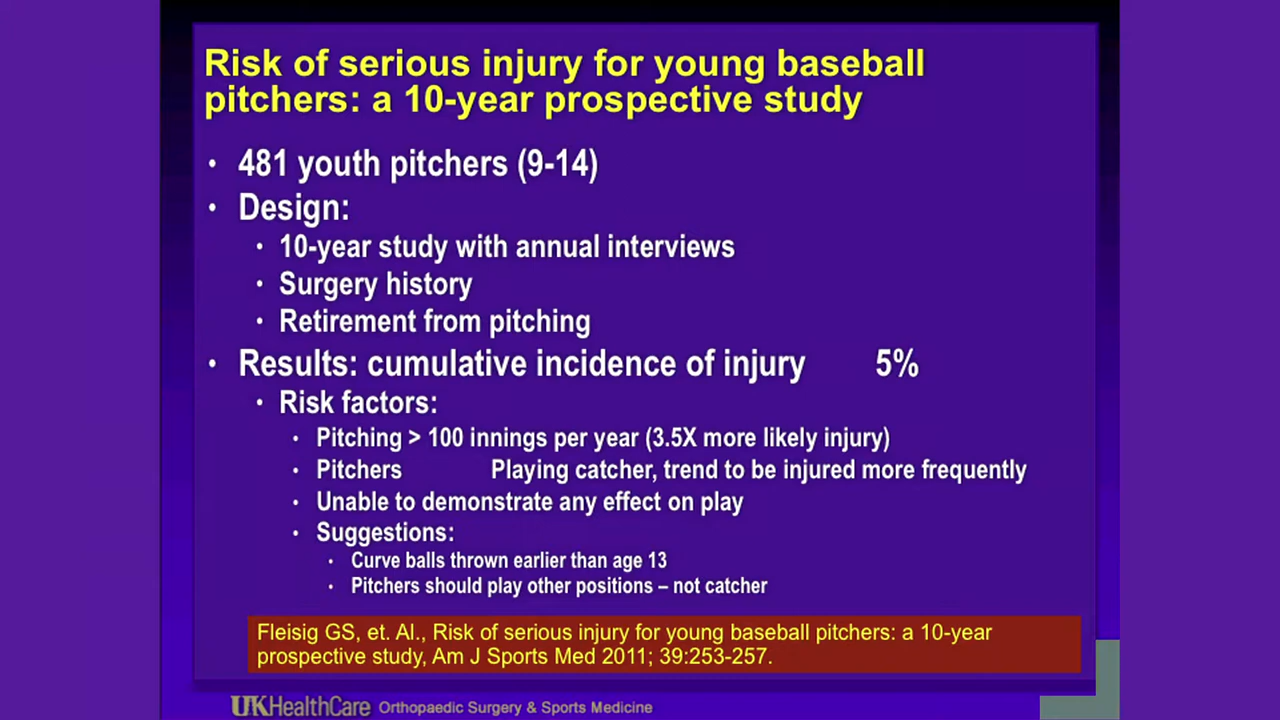 Risk of serious injury for young baseball
pitchers: a 10-year prospective study
• 481 youth pitchers (9-14)
• Design:
• 10-year study with annual interviews
• Surgery history
• Retirement from pitching
• Results: cumulative incidence of injury 5%
• Risk factors:
• Pitching > 100 innings per year (3.5X more likely injury)
• Pitchers Playing catcher, trend to be injured more frequently
• Unable to demonstrate any effect on play
• Suggestions:
• Curve balls thrown earlier than age 13
• Pitchers should play other positions – not catcher
Fleisig GS, et. Al., Risk of serious injury for young baseball pitchers: a 10-year
prospective study, Am J Sports Med 2011; 39:253-257.
UKHealthCare Orthopaedic Surgery & Sports Medicine